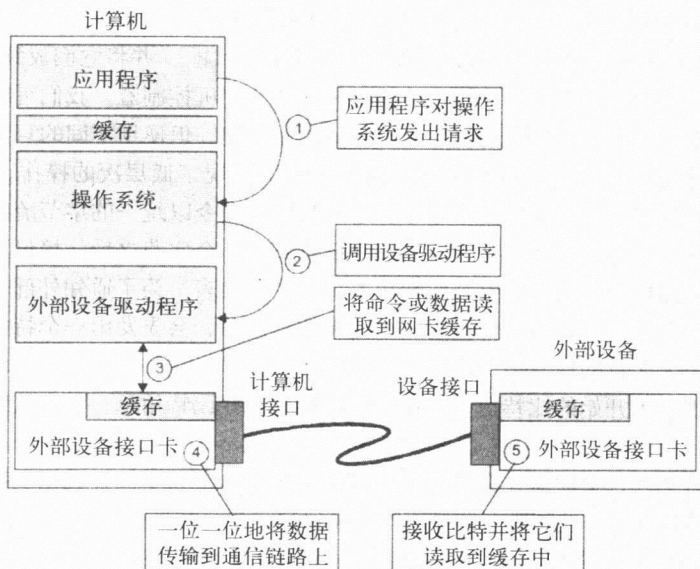 计算机
应用程序
缓存
操作系统
外部设备驱动程序
缓存
外部设备接口卡
①
应用程序对操作
系统发出请求
②
调用设备驱动程序
③
将命令或数据读
取到网卡缓存
计算机
接口
④
一位一位地将数据
传输到通信链路上
外部设备
设备接口
缓存
外部设备接口卡
⑤
接收比特并将它们
读取到缓存中